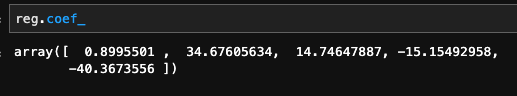 reg.coef_
array([  0.8995501 ,  34.67605634,  14.74647887, -15.15492958,
       -40.3673556 ])